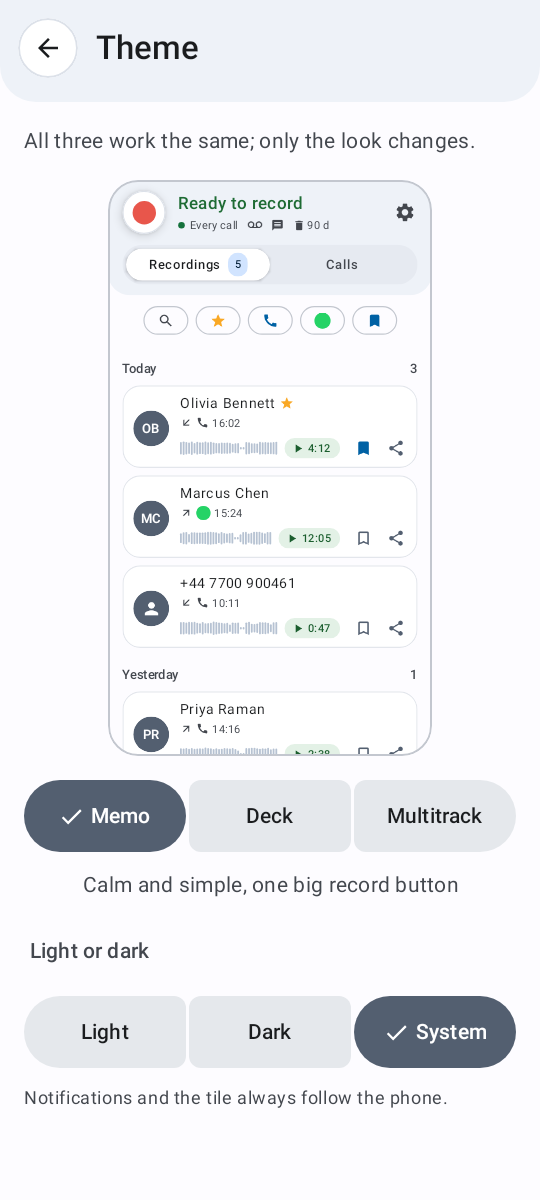 Theme
All three work the same; only the look changes.
Ready to record
Every call 90 d
Recordings 5 Calls
Today 3
OB Olivia Bennett
16:02
4:12
MC Marcus Chen
15:24
12:05
+44 7700 900461
10:11
0:47
Yesterday 1
PR Priya Raman
14:16
2:38
Memo Deck Multitrack
Calm and simple, one big record button
Light or dark
Light Dark System
Notifications and the tile always follow the phone.